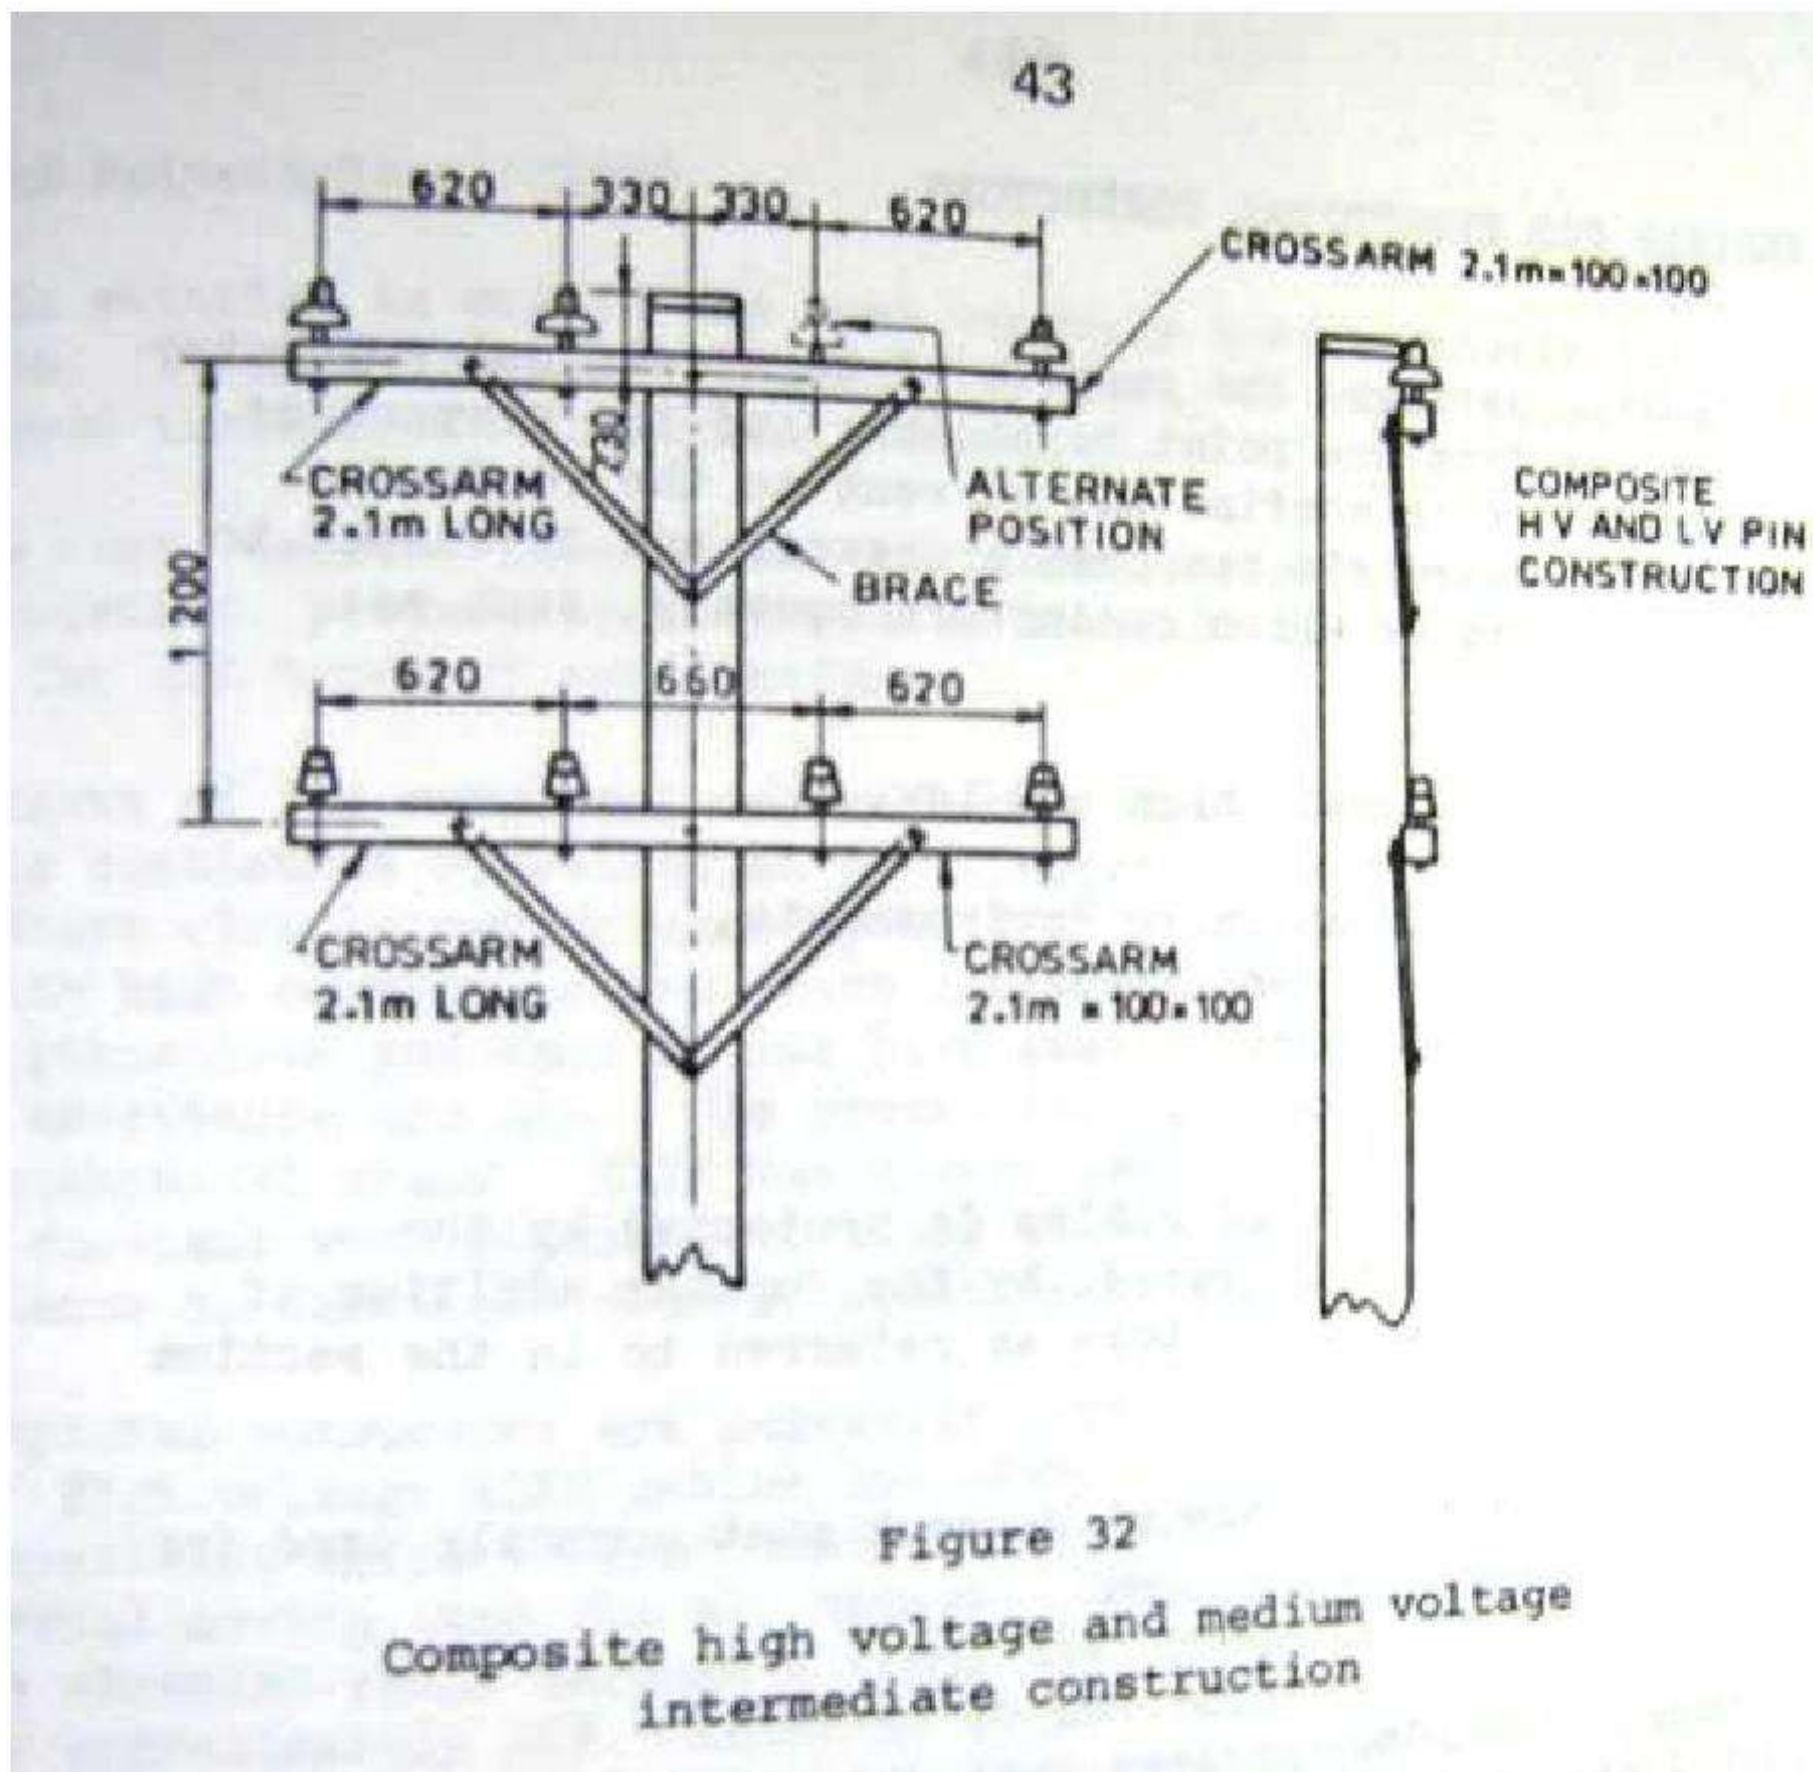 43
620 330 330 620
CROSSARM 2.1m×100×100
CROSSARM
2.1m LONG
230
ALTERNATE
POSITION
BRACE
COMPOSITE
HV AND LV PIN
CONSTRUCTION
1 200
620 660 620
CROSSARM
2.1m LONG
CROSSARM
2.1m × 100×100
Figure 32
Composite high voltage and medium voltage
intermediate construction